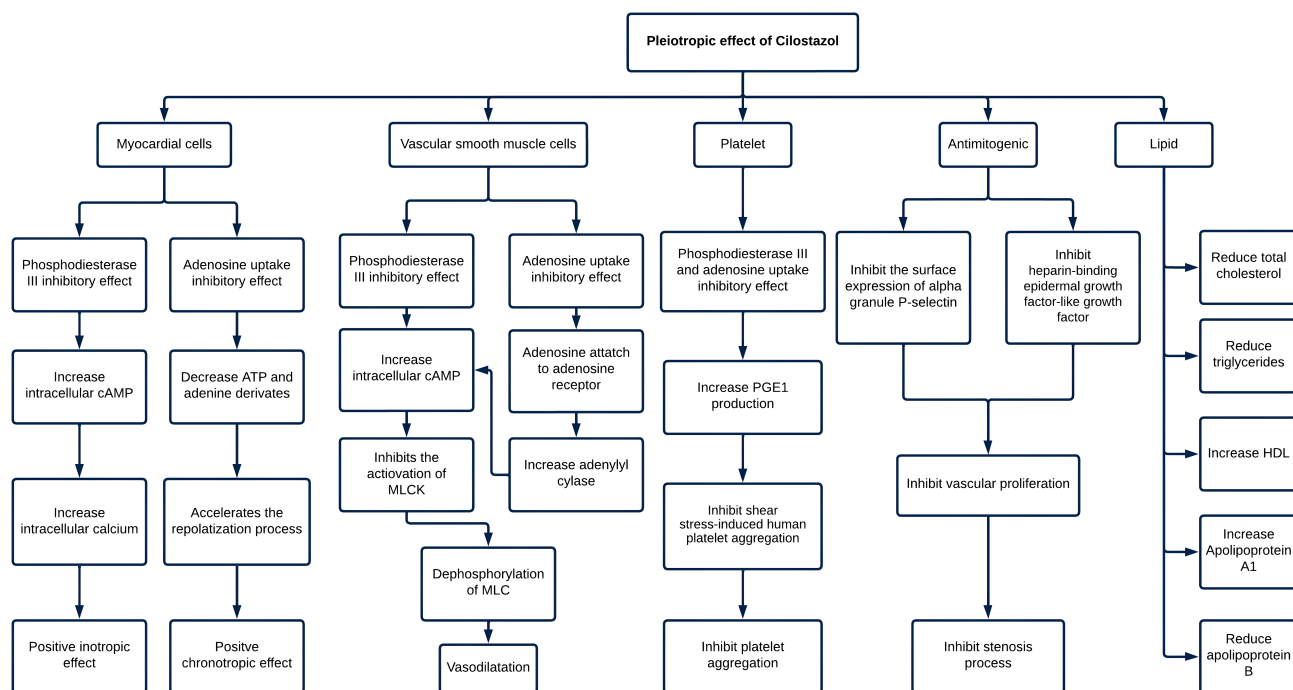 Pleiotropic effect of Cilostazol
Myocardial cells
Vascular smooth muscle cells
Platelet
Antimitogenic
Lipid
Phosphodiesterase
III inhibitory effect
Adenosine uptake
inhibitory effect
Phosphodiesterase
III inhibitory effect
Adenosine uptake
inhibitory effect
Phosphodiesterase III
and adenosine uptake
inhibitory effect
Inhibit the surface
expression of alpha
granule P-selectin
Inhibit
heparin-binding
epidermal growth
factor-like growth
factor
Reduce total
cholesterol
Increase
intracellular cAMP
Decrease ATP and
adenine derivates
Increase
intracellular cAMP
Adenosine attatch
to adenosine
receptor
Increase PGE1
production
Reduce
triglycerides
Inhibits the
actiovation of
MLCK
Increase adenylyl
cylase
Inhibit vascular proliferation
Increase HDL
Increase
intracellular calcium
Accelerates the
repolatization process
Inhibit shear
stress-induced human
platelet aggregation
Increase
Apolipoprotein
A1
Dephosphorylation
of MLC
Positive inotropic
effect
Positve
chronotropic effect
Vasodilatation
Inhibit platelet
aggregation
Inhibit stenosis
process
Reduce
apolipoprotein
B